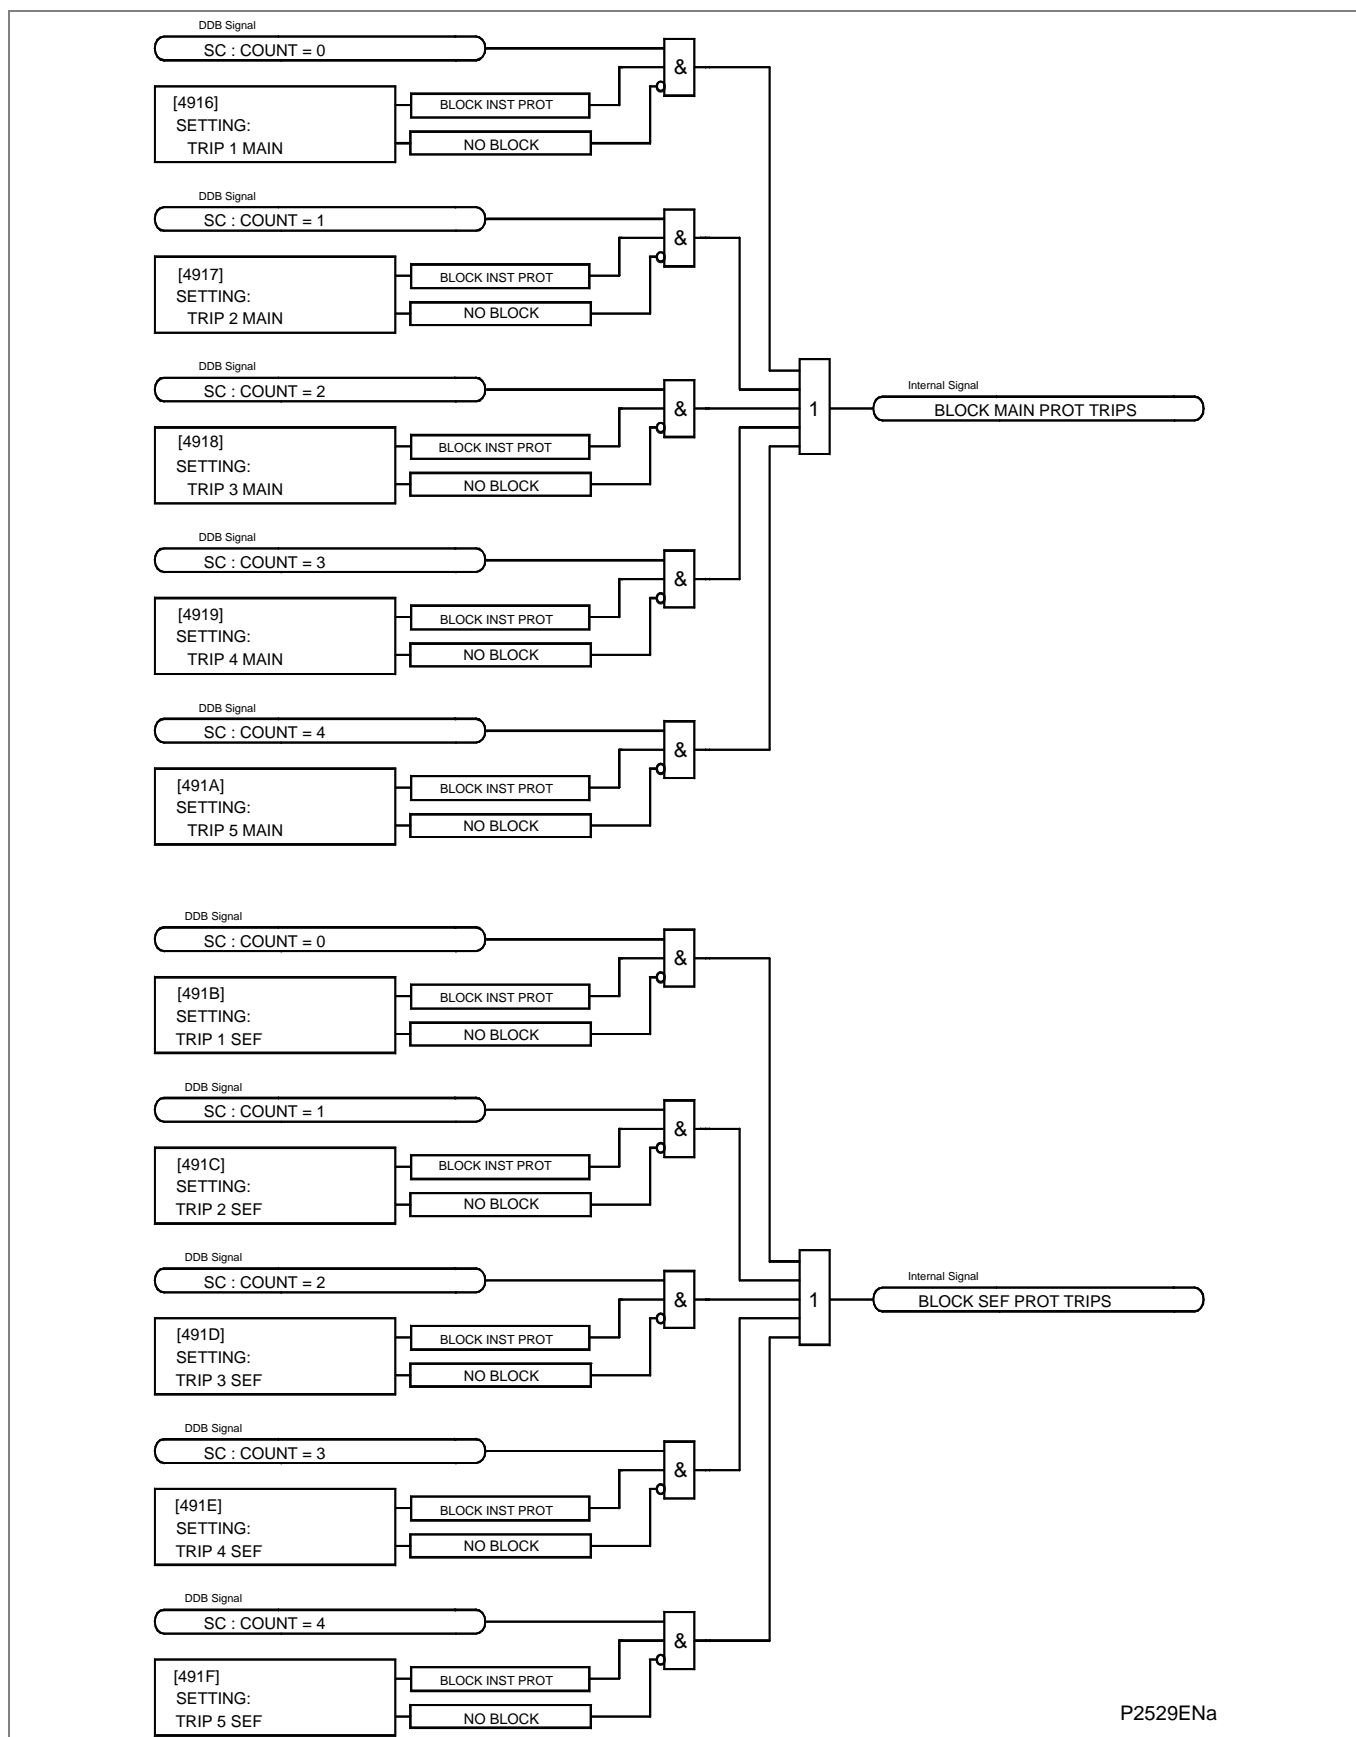 DDB Signal
SC : COUNT = 0
&
[4916]
SETTING:
TRIP 1 MAIN
BLOCK INST PROT
NO BLOCK
DDB Signal
SC : COUNT = 1
&
[4917]
SETTING:
TRIP 2 MAIN
BLOCK INST PROT
NO BLOCK
DDB Signal
SC : COUNT = 2
&
[4918]
SETTING:
TRIP 3 MAIN
BLOCK INST PROT
NO BLOCK
1
Internal Signal
BLOCK MAIN PROT TRIPS
DDB Signal
SC : COUNT = 3
&
[4919]
SETTING:
TRIP 4 MAIN
BLOCK INST PROT
NO BLOCK
DDB Signal
SC : COUNT = 4
&
[491A]
SETTING:
TRIP 5 MAIN
BLOCK INST PROT
NO BLOCK
DDB Signal
SC : COUNT = 0
&
[491B]
SETTING:
TRIP 1 SEF
BLOCK INST PROT
NO BLOCK
DDB Signal
SC : COUNT = 1
&
[491C]
SETTING:
TRIP 2 SEF
BLOCK INST PROT
NO BLOCK
DDB Signal
SC : COUNT = 2
&
[491D]
SETTING:
TRIP 3 SEF
BLOCK INST PROT
NO BLOCK
1
Internal Signal
BLOCK SEF PROT TRIPS
DDB Signal
SC : COUNT = 3
&
[491E]
SETTING:
TRIP 4 SEF
BLOCK INST PROT
NO BLOCK
DDB Signal
SC : COUNT = 4
&
[491F]
SETTING:
TRIP 5 SEF
BLOCK INST PROT
NO BLOCK
P2529ENa